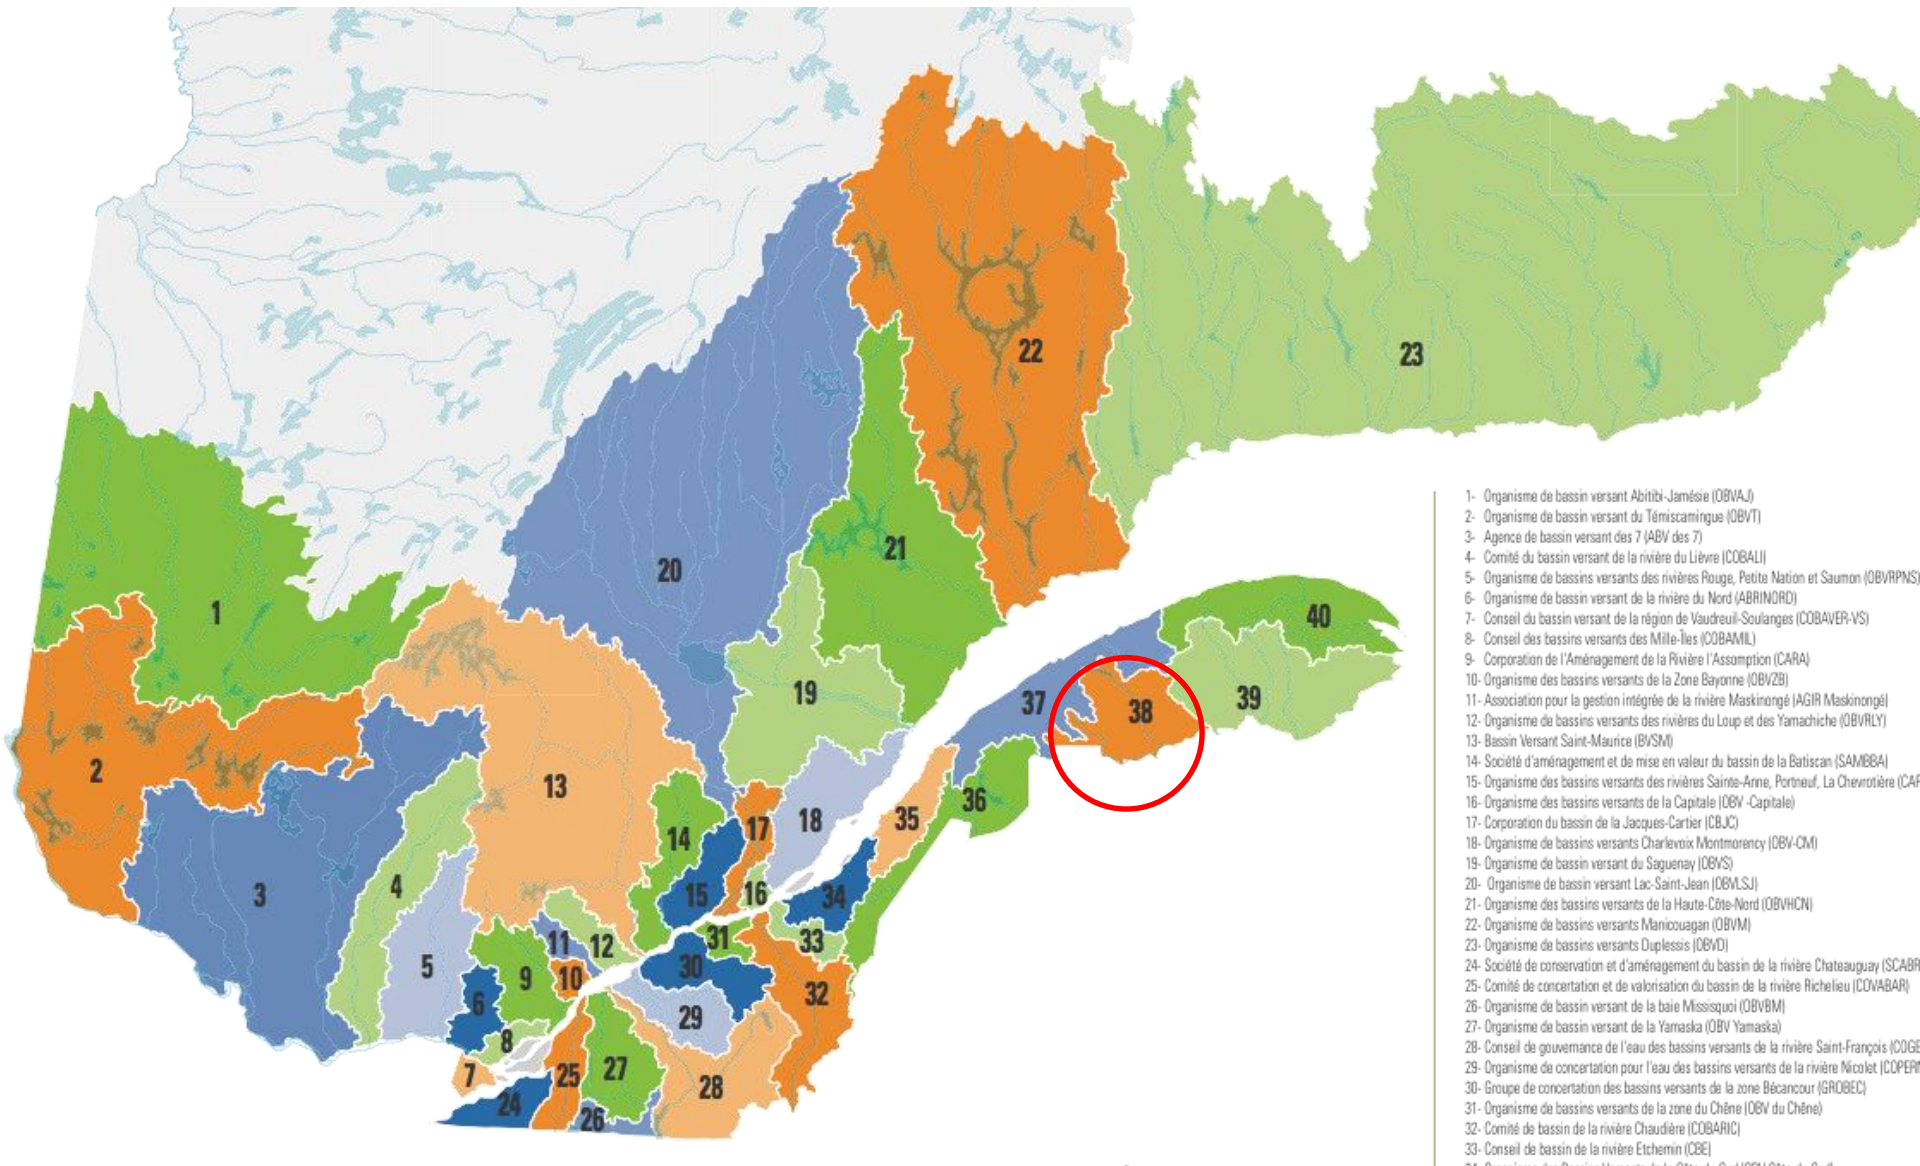 22
23
40
20
21
1
38
39
37
19
2
13
36
35
18
17
14
34
16
15
3
4
33
31
12
11
30
5
9
10
32
6
29
8
27
7
25
28
24
26
1- Organisme de bassin versant Abitibi-Jamésie (OBVAJ)
2- Organisme de bassin versant du Témiscamingue (OBVT)
3- Agence de bassin versant des 7 (ABV des 7)
4- Comité du bassin versant de la rivière du Lièvre (COBALI)
5- Organisme de bassins versants des rivières Rouge, Petite Nation et Saumon (OBVRPNS)
6- Organisme de bassin versant de la rivière du Nord (ABRINORD)
7- Conseil du bassin versant de la région de Vaudreuil-Soulanges (COBAVER-VS)
8- Conseil des bassins versants des Mille-Îles (COBAMIL)
9- Corporation de l'Aménagement de la Rivière l'Assomption (CARA)
10- Organisme des bassins versants de la Zone Bayonne (OBVZB)
11- Association pour la gestion intégrée de la rivière Maskinongé (AGIR Maskinongé)
12- Organisme de bassins versants des rivières du Loup et des Yamachiche (OBVRLY)
13- Bassin Versant Saint-Maurice (BVSM)
14- Société d'aménagement et de mise en valeur du bassin de la Batiscan (SAMBBA)
15- Organisme des bassins versants des rivières Sainte-Anne, Portneuf, La Chevrotière (CAP
16- Organisme des bassins versants de la Capitale (OBV -Capitale)
17- Corporation du bassin de la Jacques-Cartier (CBJC)
18- Organisme de bassins versants Charlevoix Montmorency (OBV-CM)
19- Organisme de bassin versant du Saguenay (OBVS)
20- Organisme de bassin versant Lac-Saint-Jean (OBVLSJ)
21- Organisme des bassins versants de la Haute-Côte-Nord (OBVHCN)
22- Organisme de bassins versants Manicouagan (OBVM)
23- Organisme de bassins versants Duplessis (OBVD)
24- Société de conservation et d'aménagement du bassin de la rivière Chateauguay (SCABR
25- Comité de concertation et de valorisation du bassin de la rivière Richelieu (COVABAR)
26- Organisme de bassin versant de la baie Missisquoi (OBVBM)
27- Organisme de bassin versant de la Yamaska (OBV Yamaska)
28- Conseil de gouvernance de l'eau des bassins versants de la rivière Saint-François (COGE
29- Organisme de concertation pour l'eau des bassins versants de la rivière Nicolet (COPERN
30- Groupe de concertation des bassins versants de la zone Bécancour (GROBEC)
31- Organisme de bassins versants de la zone du Chêne (OBV du Chêne)
32- Comité de bassin de la rivière Chaudière (COBARIC)
33- Conseil de bassin de la rivière Etchemin (CBE)